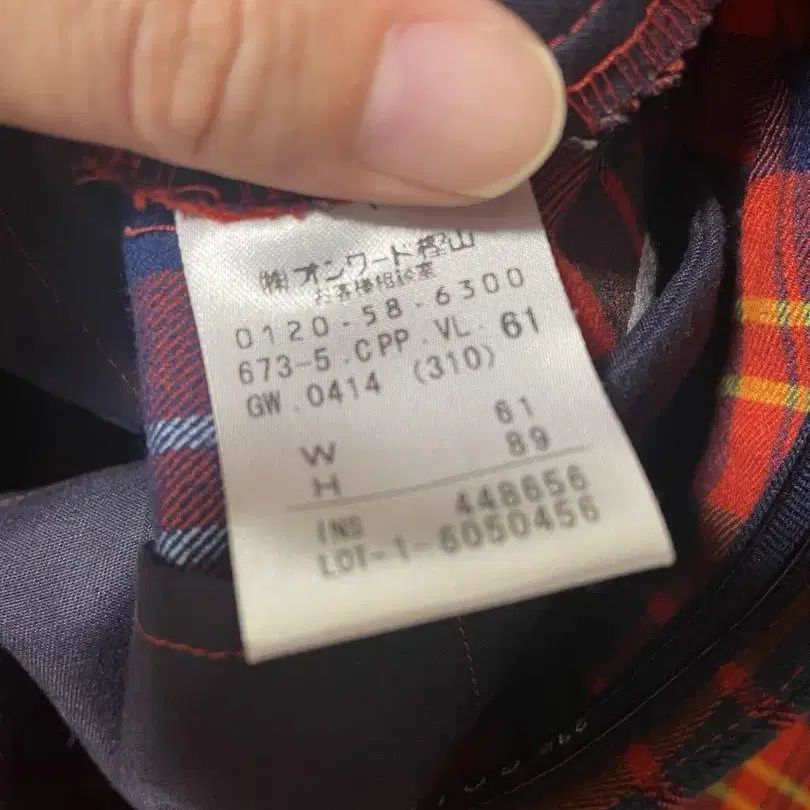 ㈱オンワード樫山
お客様相談室
0120-58-6300
673-5.CPP.VL.61
GW.0414 (310)
W 61
H 89
INS 448656
LOT-1-6050456